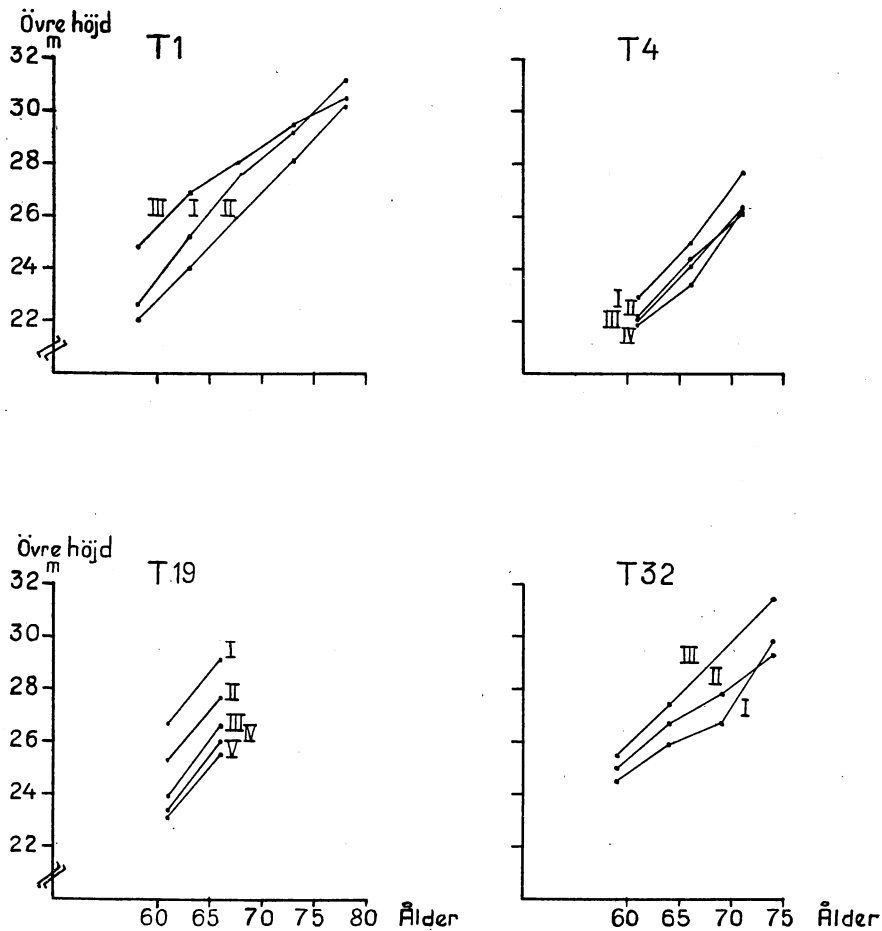 Övre höjd
m
T1
T4
32
30
28
26
24
22
III I II
I
II
III
IV
Övre höjd
m
T19
T32
32
30
28
26
24
22
I
II
III
IV
V
III
II
I
60 65 70 75 80 Ålder
60 65 70 75 Ålder